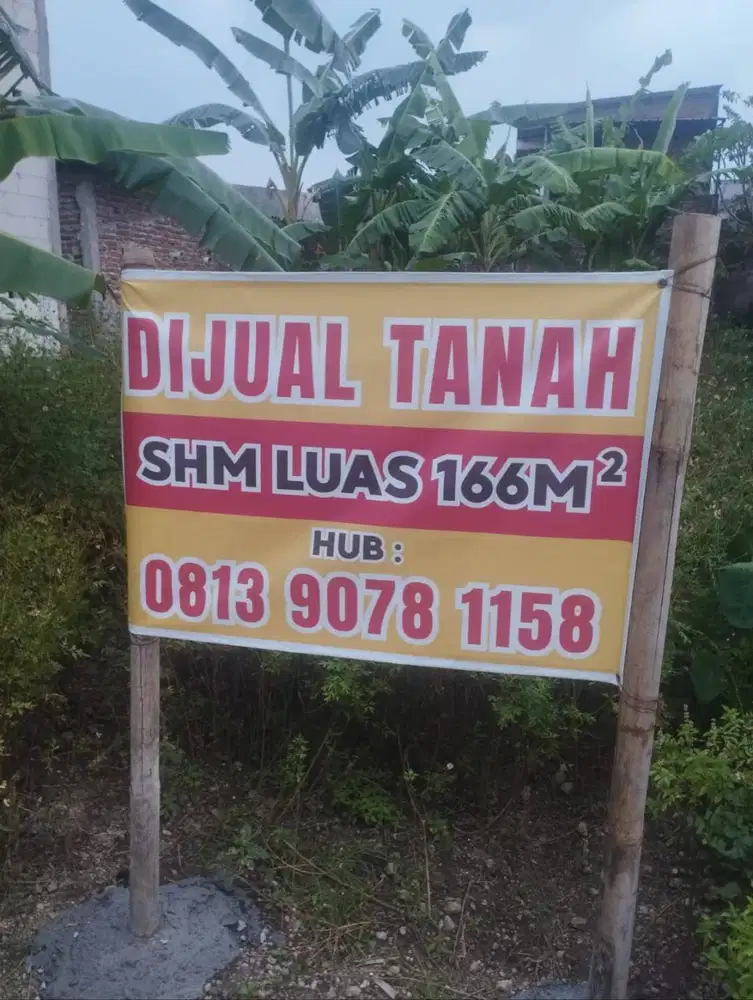 DIJUAL TANAH
SHM LUAS 166M²
HUB :
0813 9078 1158